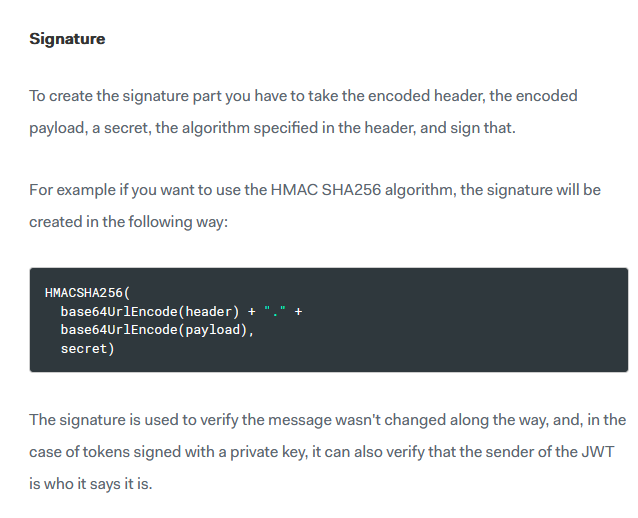 Signature
To create the signature part you have to take the encoded header, the encoded
payload, a secret, the algorithm specified in the header, and sign that.
For example if you want to use the HMAC SHA256 algorithm, the signature will be
created in the following way:
HMACSHA256(
  base64UrlEncode(header) + "." +
  base64UrlEncode(payload),
  secret)
The signature is used to verify the message wasn't changed along the way, and, in the
case of tokens signed with a private key, it can also verify that the sender of the JWT
is who it says it is.